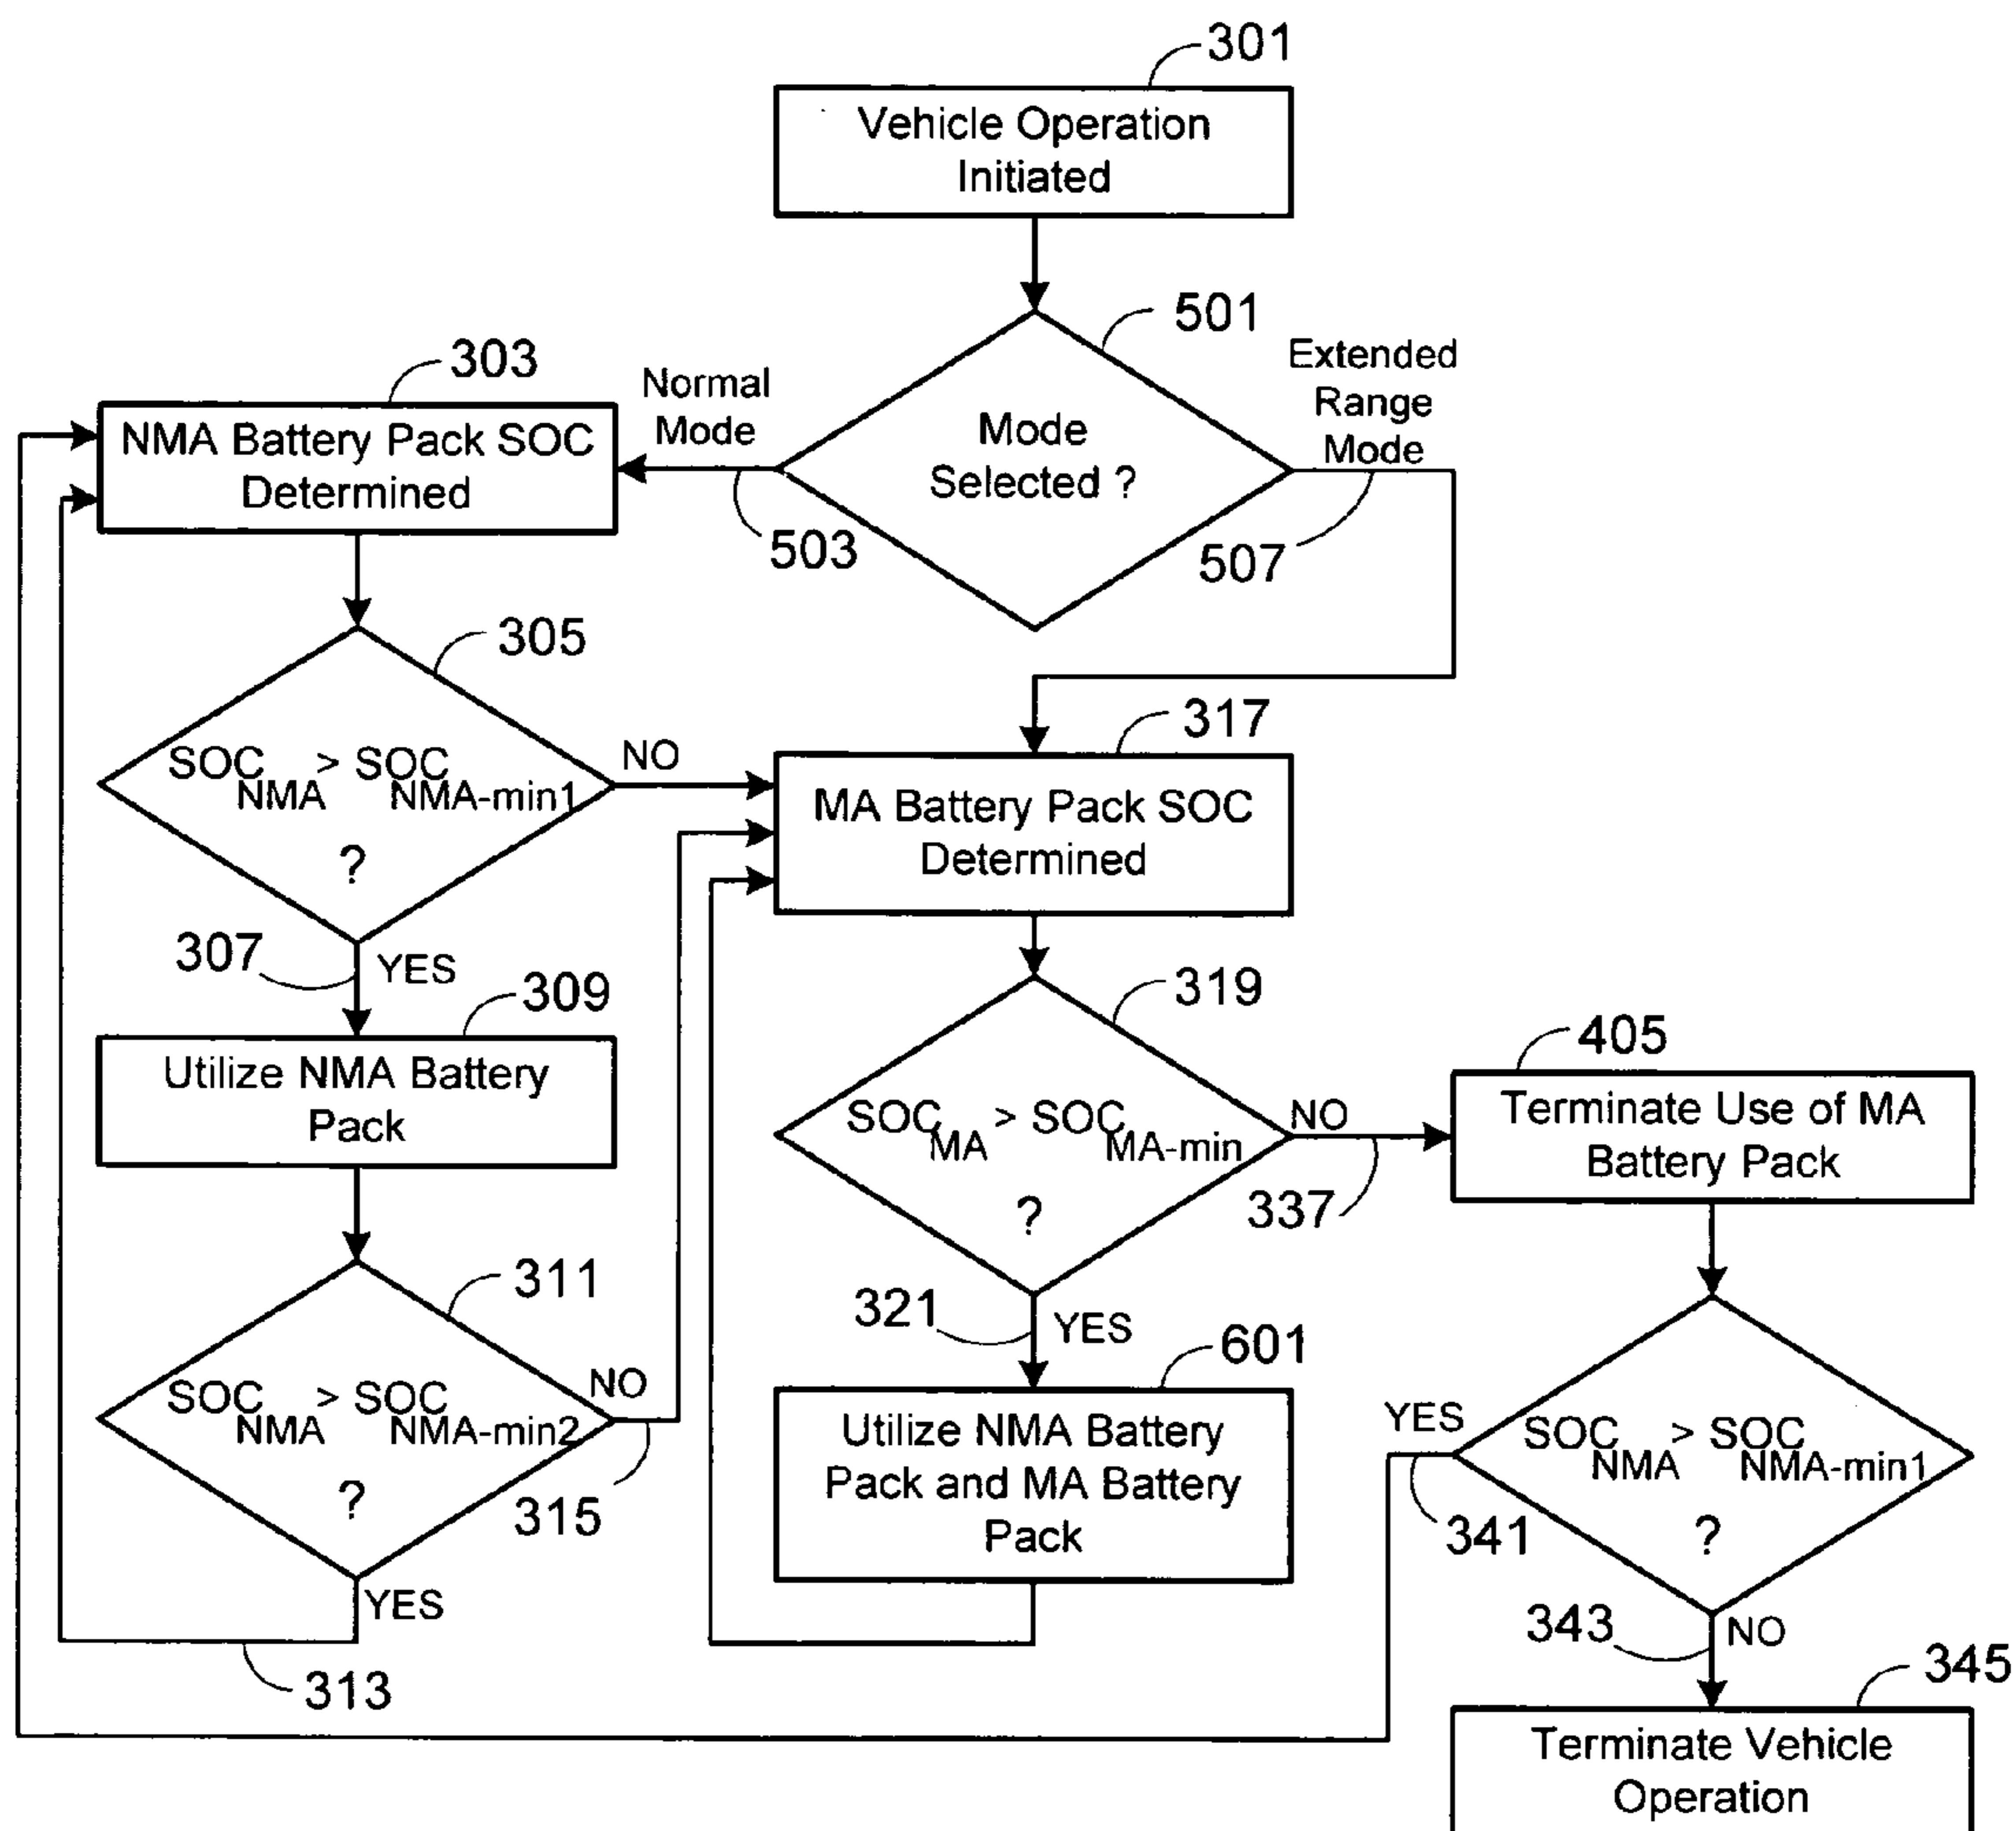 301
Vehicle Operation
Initiated
501
Extended
Range
Mode
303
Normal
Mode
NMA Battery Pack SOC
Determined
Mode
Selected ?
503
507
305
317
SOC NMA > SOC NMA-min1
?
NO
MA Battery Pack SOC
Determined
307
YES
309
319
405
Utilize NMA Battery
Pack
SOC MA > SOC MA-min
?
NO
337
Terminate Use of MA
Battery Pack
311
321
YES
601
SOC NMA > SOC NMA-min2
?
NO
315
Utilize NMA Battery
Pack and MA Battery
Pack
YES
SOC NMA > SOC NMA-min1
?
341
YES
313
343
NO
345
Terminate Vehicle
Operation